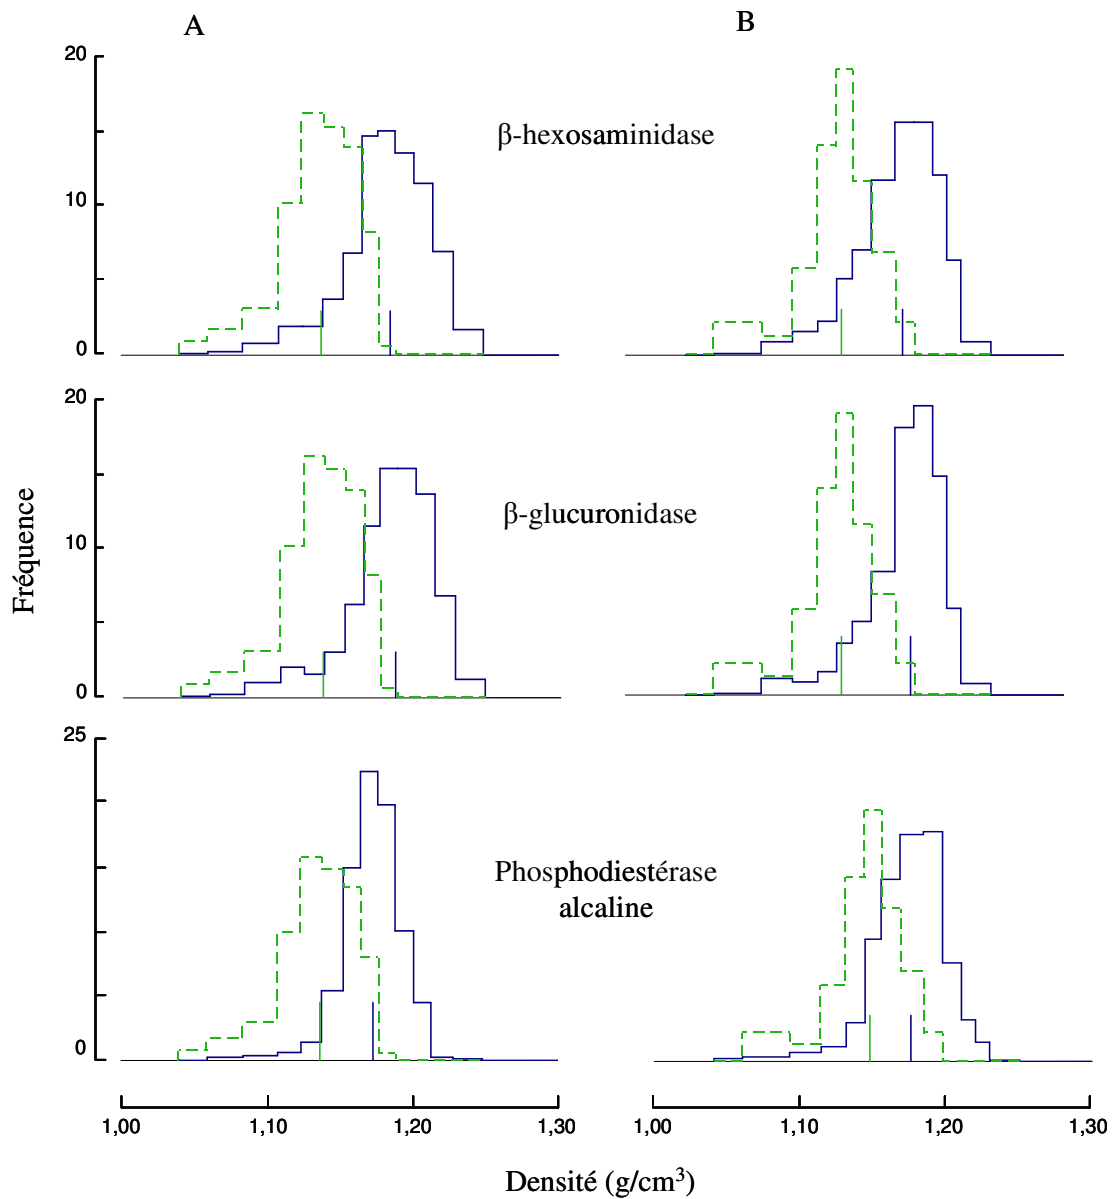 A
B
20
10
0
β-hexosaminidase
20
10
0
β-glucuronidase
Fréquence
25
0
Phosphodiestérase
alcaline
1,00
1,10
1,20
1,30
1,00
1,10
1,20
1,30
Densité (g/cm³)